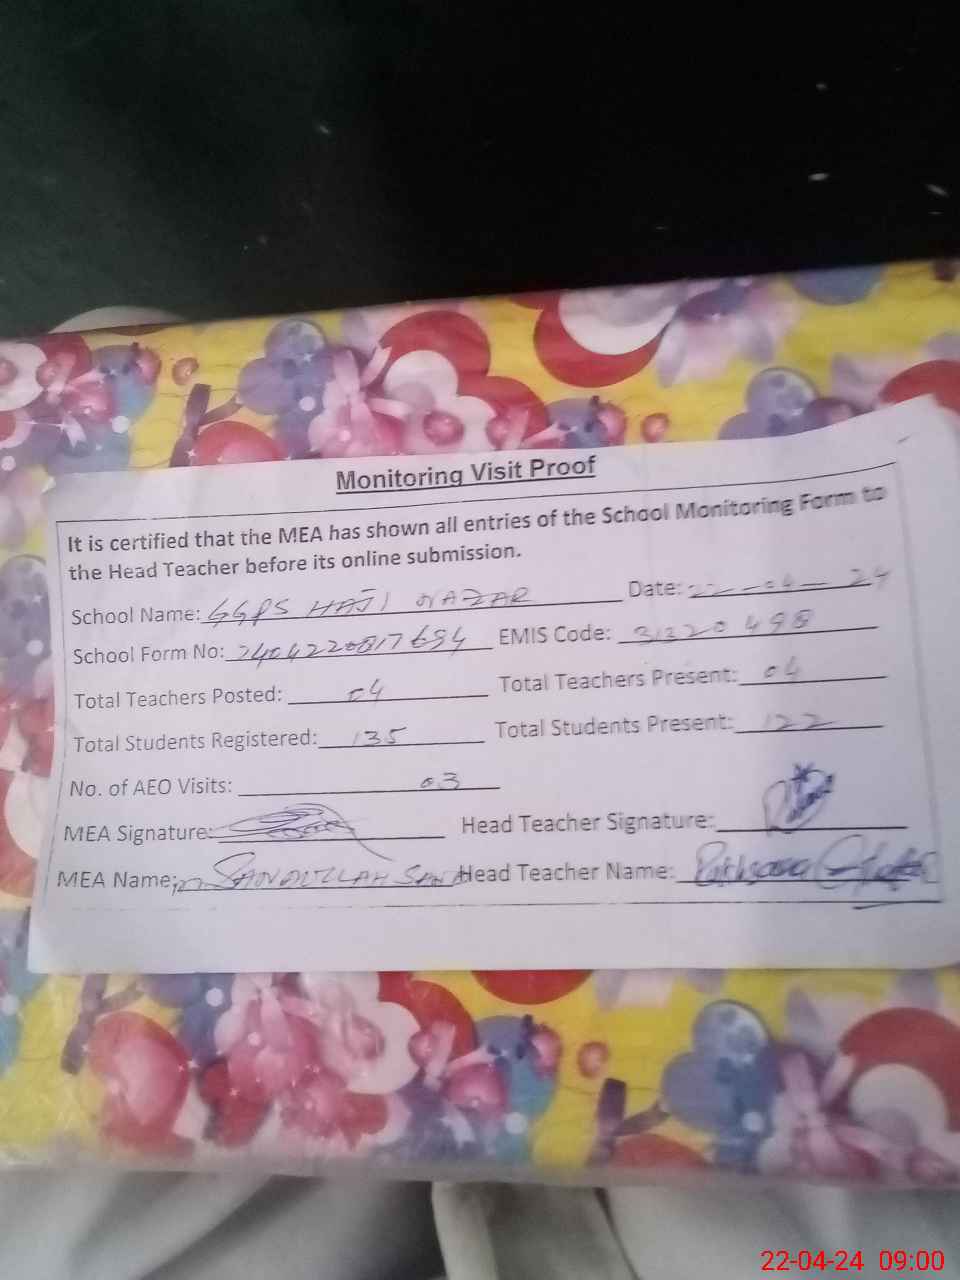 Monitoring Visit Proof
It is certified that the MEA has shown all entries of the School Monitoring Form to
the Head Teacher before its online submission.
School Name: GGPS HAJI NAZAR Date: 22-04-24
School Form No: 2404220817694 EMIS Code: 31320498
Total Teachers Posted: 04 Total Teachers Present: 04
Total Students Registered: 135 Total Students Present: 122
No. of AEO Visits: 03
MEA Signature: Head Teacher Signature:
MEA Name: SANAULLAH Head Teacher Name:
22-04-24 09:00